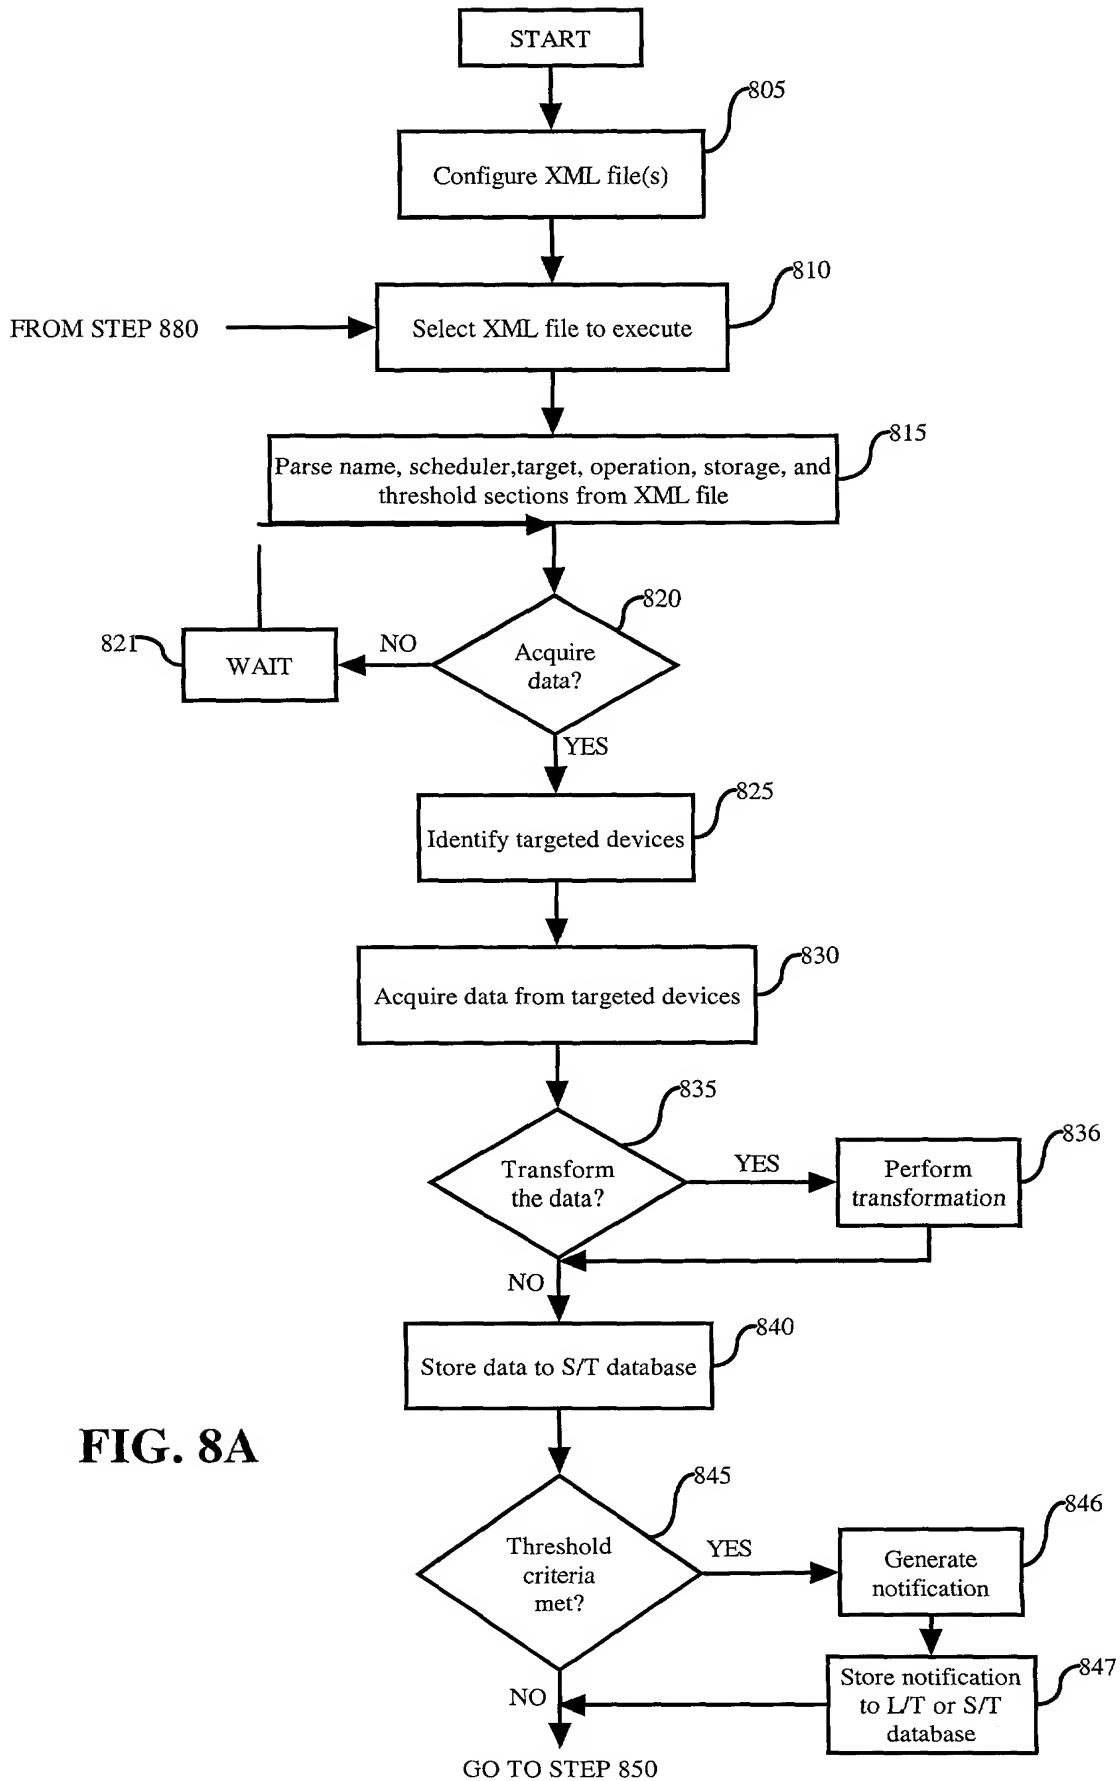 START
805
Configure XML file(s)
810
FROM STEP 880
Select XML file to execute
815
Parse name, scheduler,target, operation, storage, and
threshold sections from XML file
820
821
NO
WAIT
Acquire
data?
YES
825
Identify targeted devices
830
Acquire data from targeted devices
835
836
Transform
the data?
YES
Perform
transformation
NO
840
Store data to S/T database
FIG. 8A
845
846
Threshold
criteria
met?
YES
Generate
notification
847
NO
Store notification
to L/T or S/T
database
GO TO STEP 850